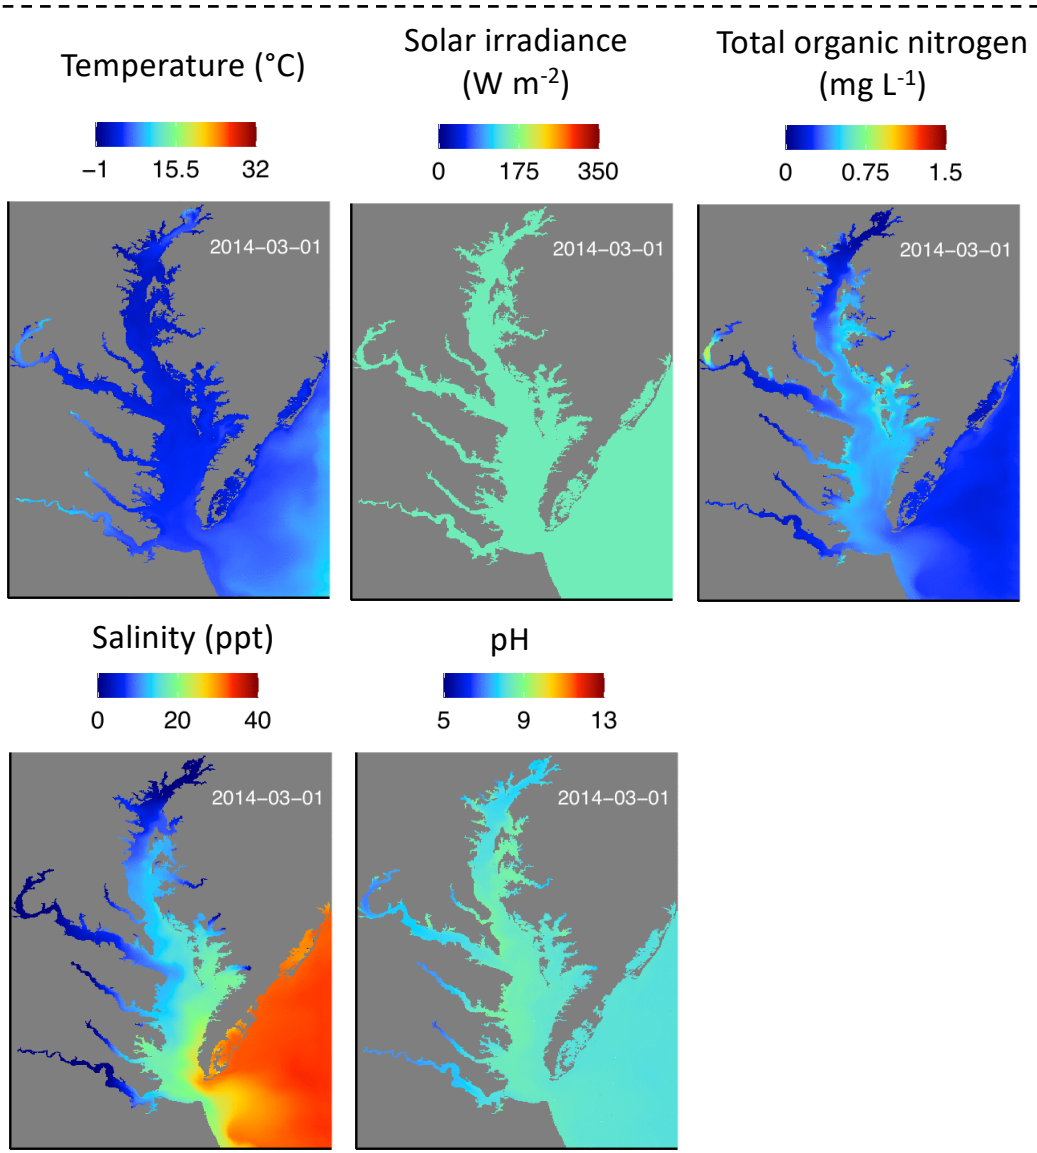 Temperature (°C)
Solar irradiance
(W m-2)
Total organic nitrogen
(mg L-1)
−1 15.5 32
0 175 350
0 0.75 1.5
2014−03−01
2014−03−01
2014−03−01
Salinity (ppt)
pH
0 20 40
5 9 13
2014−03−01
2014−03−01